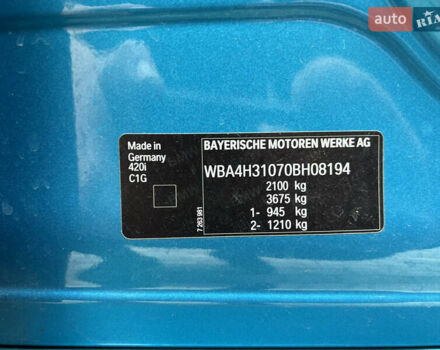 auto
RIA
Made in
Germany
420i
C1G
7 263 981
BAYERISCHE MOTOREN WERKE AG
WBA4H31070BH08194
2100 kg
3675 kg
1- 945 kg
2- 1210 kg